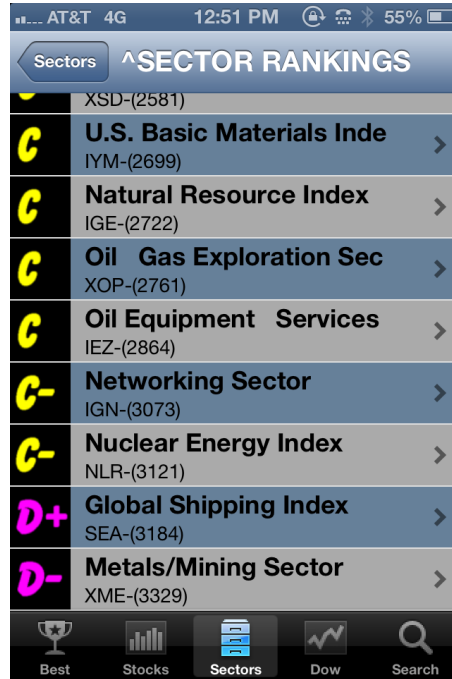 AT&T 4G 12:51 PM 55%
Sectors ^SECTOR RANKINGS
XSD-(2581)
C U.S. Basic Materials Inde
IYM-(2699)
C Natural Resource Index
IGE-(2722)
C Oil Gas Exploration Sec
XOP-(2761)
C Oil Equipment Services
IEZ-(2864)
C- Networking Sector
IGN-(3073)
C- Nuclear Energy Index
NLR-(3121)
D+ Global Shipping Index
SEA-(3184)
D- Metals/Mining Sector
XME-(3329)
Best Stocks Sectors Dow Search